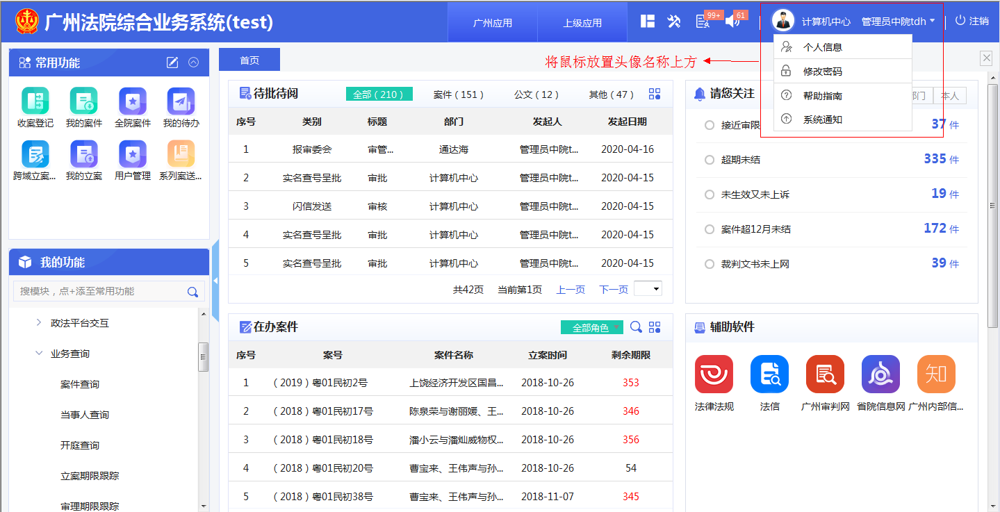 广州法院综合业务系统(test)
广州应用
上级应用
99+
61
计算机中心 管理员中院tdh
注销
个人信息
修改密码
帮助指南
系统通知
将鼠标放置头像名称上方
常用功能
收案登记 我的案件 全院案件 我的待办
跨域立案... 我的立案 用户管理 系列案送...
我的功能
搜模块，点+添至常用功能
政法平台交互
业务查询
案件查询
当事人查询
开庭查询
立案期限跟踪
审理期限跟踪
首页
待批待阅 全部（210） 案件（151） 公文（12） 其他（47）
序号 类别 标题 部门 发起人 发起日期
1 报审委会 审管... 通达海 管理员中院t... 2020-04-16
2 实名查号呈批 审批 计算机中心 管理员中院t... 2020-04-15
3 闪信发送 审核 计算机中心 管理员中院t... 2020-04-15
4 实名查号呈批 审批 计算机中心 管理员中院t... 2020-04-15
5 实名查号呈批 审批 计算机中心 管理员中院t... 2020-04-15
共42页 当前第1页 上一页 下一页
在办案件 全部角色
序号 案号 案件名称 立案时间 剩余期限
1 （2019）粤01民初2号 上饶经济开发区国昌... 2018-10-26 353
2 （2018）粤01民初17号 陈泉荣与谢丽媛、王... 2018-10-26 346
3 （2018）粤01民初18号 潘小云与潘灿威物权... 2018-10-26 356
4 （2018）粤01民初20号 曹宝来、王伟声与孙... 2018-10-26 54
5 （2018）粤01民初38号 曹宝来、王伟声与孙... 2018-11-07 345
请您关注 部门 本人
接近审限 37 件
超期未结 335 件
未生效又未上诉 19 件
案件超12月未结 172 件
裁判文书未上网 39 件
辅助软件
知
法律法规 法信 广州审判网 省院信息网 广州内部信...